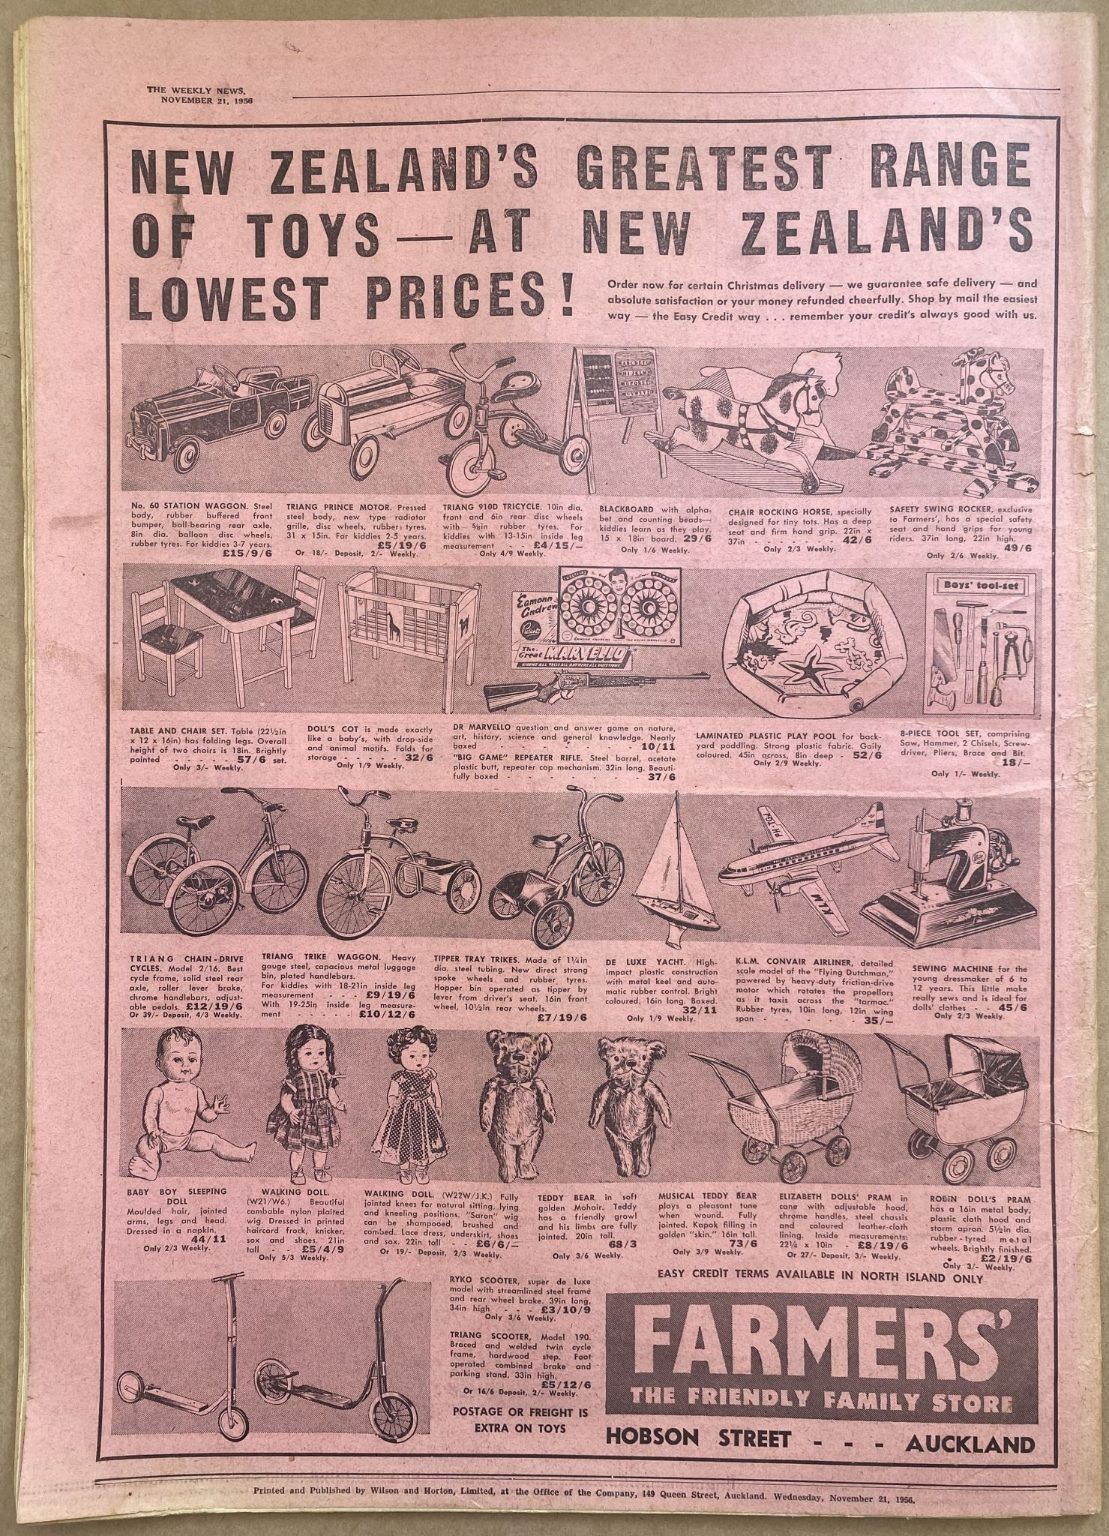 THE WEEKLY NEWS,
NOVEMBER 21, 1956
NEW ZEALAND'S GREATEST RANGE
OF TOYS — AT NEW ZEALAND'S
LOWEST PRICES!
Order now for certain Christmas delivery — we guarantee safe delivery — and
absolute satisfaction or your money refunded cheerfully. Shop by mail the easiest
way — the Easy Credit way . . . remember your credit's always good with us.
No. 60 STATION WAGGON. Steel
body, rubber buffered front
bumper, ball-bearing rear axle,
8in dia. balloon disc wheels,
rubber tyres. For kiddies 3-7 years.
£15/9/6
TRIANG PRINCE MOTOR. Pressed
steel body, new type radiator
grille, disc wheels, rubber tyres.
31 x 15in. For kiddies 2-5 years.
£5/19/6
Or 18/- Deposit, 2/- Weekly.
TRIANG 910D TRICYCLE. 10in dia.
front and 6in rear disc wheels
with rubber tyres. For
kiddies with 13-15in inside leg
measurement - - £4/15/—
Only 4/9 Weekly.
BLACKBOARD with alpha-
bet and counting beads—
kiddies learn as they play.
15 x 18in board. 29/6
Only 1/6 Weekly.
CHAIR ROCKING HORSE, specially
designed for tiny tots. Has a deep
seat and firm hand grip. 22in x
37in - - - - - - 42/6
Only 2/3 Weekly.
SAFETY SWING ROCKER, exclusive
to Farmers', has a special safety
seat and hand grips for young
riders. 37in long, 22in high.
49/6
Only 2/6 Weekly.
Eamonn
Andrews
The
Great MARVELLO
Boys' tool-set
TABLE AND CHAIR SET. Table (22½in
x 12 x 16in) has folding legs. Overall
height of two chairs is 18in. Brightly
painted - - - - 57/6 set.
Only 3/- Weekly.
DOLL'S COT is made exactly
like a baby's, with drop-side
and animal motifs. Folds for
storage - - - - 32/6
Only 1/9 Weekly.
DR MARVELLO question and answer game on nature,
art, history, science and general knowledge. Neatly
boxed - - - - 10/11
"BIG GAME" REPEATER RIFLE. Steel barrel, acetate
plastic butt, repeater cap mechanism. 32in long. Beauti-
fully boxed - - - - 37/6
LAMINATED PLASTIC PLAY POOL for back-
yard paddling. Strong plastic fabric. Gaily
coloured. 45in across, 8in deep - 52/6
Only 2/9 Weekly.
8-PIECE TOOL SET, comprising
Saw, Hammer, 2 Chisels, Screw-
driver, Pliers, Brace and Bit.
18/—
Only 1/- Weekly.
PH-TGL
K.L.M.
TRIANG CHAIN-DRIVE
CYCLES. Model 2/16. Best
cycle frame, solid steel rear
axle, roller lever brake,
chrome handlebars, adjust-
able pedals. £12/19/6
Or 39/- Deposit, 4/3 Weekly.
TRIANG TRIKE WAGGON. Heavy
gouge steel, capacious metal luggage
bin, plated handlebars.
For kiddies with 18-21in inside leg
measurement - - - £9/19/6
With 19-25in inside leg measure-
ment - - - £10/12/6
TIPPER TRAY TRIKES. Made of 1¼in
dia. steel tubing. New direct strong
spoke wheels and rubber tyres.
Hopper bin operated as tipper by
lever from driver's seat. 16in front
wheel, 10½in rear wheels.
£7/19/6
DE LUXE YACHT. High-
impact plastic construction
with metal keel and auto-
matic rubber control. Bright
coloured. 16in long. Boxed.
32/11
Only 1/9 Weekly.
K.L.M. CONVAIR AIRLINER, detailed
scale model of the "Flying Dutchman,"
powered by heavy-duty friction-drive
motor which rotates the propellors
as it taxis across the "tarmac."
Rubber tyres, 10in long, 12in wing
span - - - - - 35/—
SEWING MACHINE for the
young dressmaker of 6 to
12 years. This little make
really sews and is ideal for
dolls' clothes - - 45/6
Only 2/3 Weekly.
BABY BOY SLEEPING
DOLL
Moulded hair, jointed
arms, legs and head.
Dressed in a napkin.
44/11
Only 2/3 Weekly.
WALKING DOLL.
(W21/W6.) Beautiful
combable nylon plaited
wig. Dressed in printed
haircord frock, knicker,
sox and shoes. 21in
tall - - £5/4/9
Only 5/3 Weekly.
WALKING DOLL. (W22W/J.K.) Fully
jointed knees for natural sitting, lying
and kneeling positions. "Saran" wig
can be shampooed, brushed and
combed. Lace dress, underskirt, shoes
and sox. 22in tall - - £6/6/—
Or 19/- Deposit, 2/3 Weekly.
TEDDY BEAR in soft
golden Mohair. Teddy
has a friendly growl
and his limbs are fully
jointed. 20in tall.
68/3
Only 3/6 Weekly.
MUSICAL TEDDY BEAR
plays a pleasant tune
when wound. Fully
jointed. Kapok filling in
golden "skin." 16in tall.
73/6
Only 3/9 Weekly.
ELIZABETH DOLLS' PRAM in
cane with adjustable hood,
chrome handles, steel chassis
and coloured leather-cloth
lining. Inside measurements:
22¼ x 10in - £8/19/6
Or 27/- Deposit, 3/- Weekly.
ROBIN DOLL'S PRAM
has a 16in metal body,
plastic cloth hood and
storm apron. 5½in dia.
rubber-tyred metal
wheels. Brightly finished.
£2/19/6
Only 3/- Weekly.
EASY CREDIT TERMS AVAILABLE IN NORTH ISLAND ONLY
RYKO SCOOTER, super de luxe
model with streamlined steel frame
and rear wheel brake. 39in long,
34in high - - - £3/10/9
Only 3/6 Weekly.
TRIANG SCOOTER, Model 190.
Braced and welded twin cycle
frame, hardwood step. Foot
operated combined brake and
parking stand. 33in high.
£5/12/6
Or 16/6 Deposit, 2/- Weekly.
POSTAGE OR FREIGHT IS
EXTRA ON TOYS
FARMERS'
THE FRIENDLY FAMILY STORE
HOBSON STREET - - - AUCKLAND
Printed and Published by Wilson and Horton, Limited, at the Office of the Company, 149 Queen Street, Auckland. Wednesday, November 21, 1956.